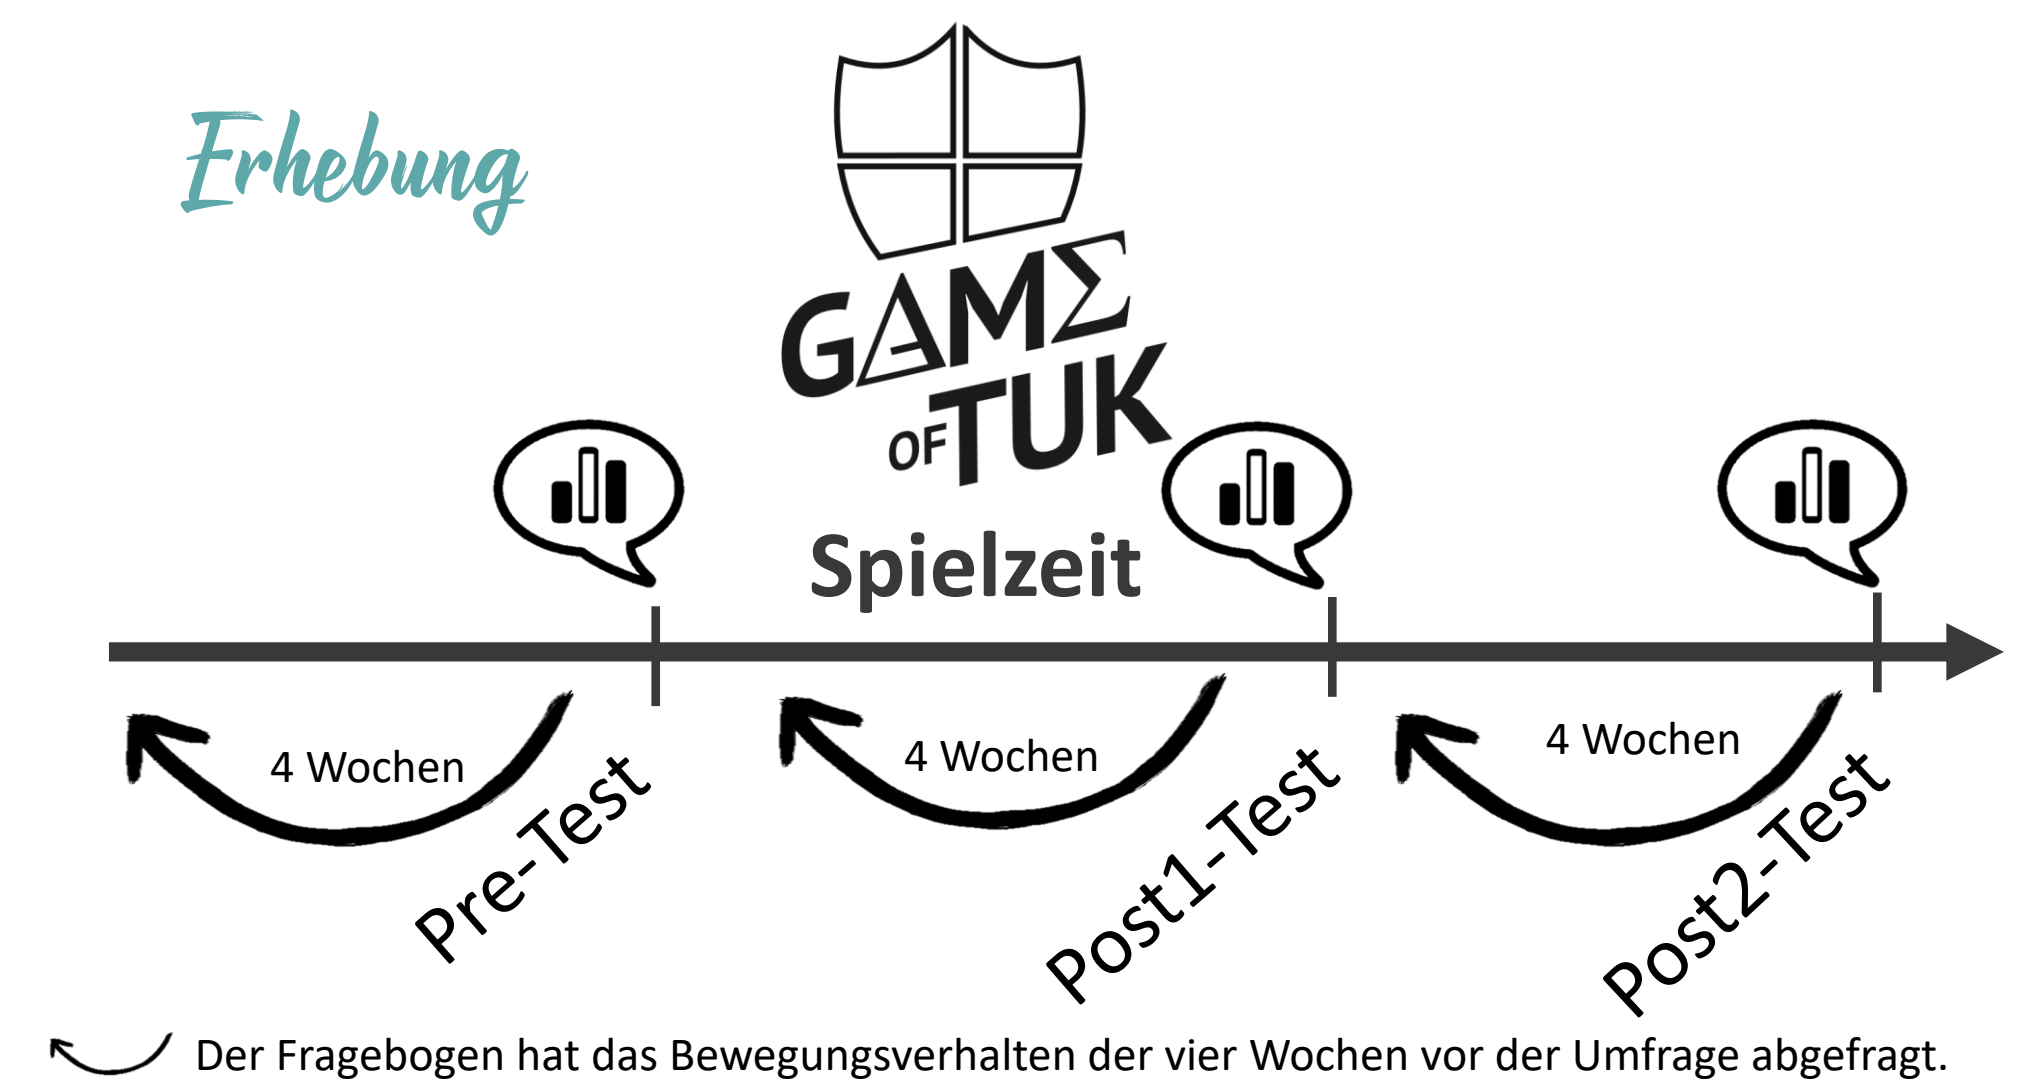 Erhebung
GAMΣ
OF TUK
Spielzeit
4 Wochen
4 Wochen
4 Wochen
Pre-Test
Post1-Test
Post2-Test
Der Fragebogen hat das Bewegungsverhalten der vier Wochen vor der Umfrage abgefragt.